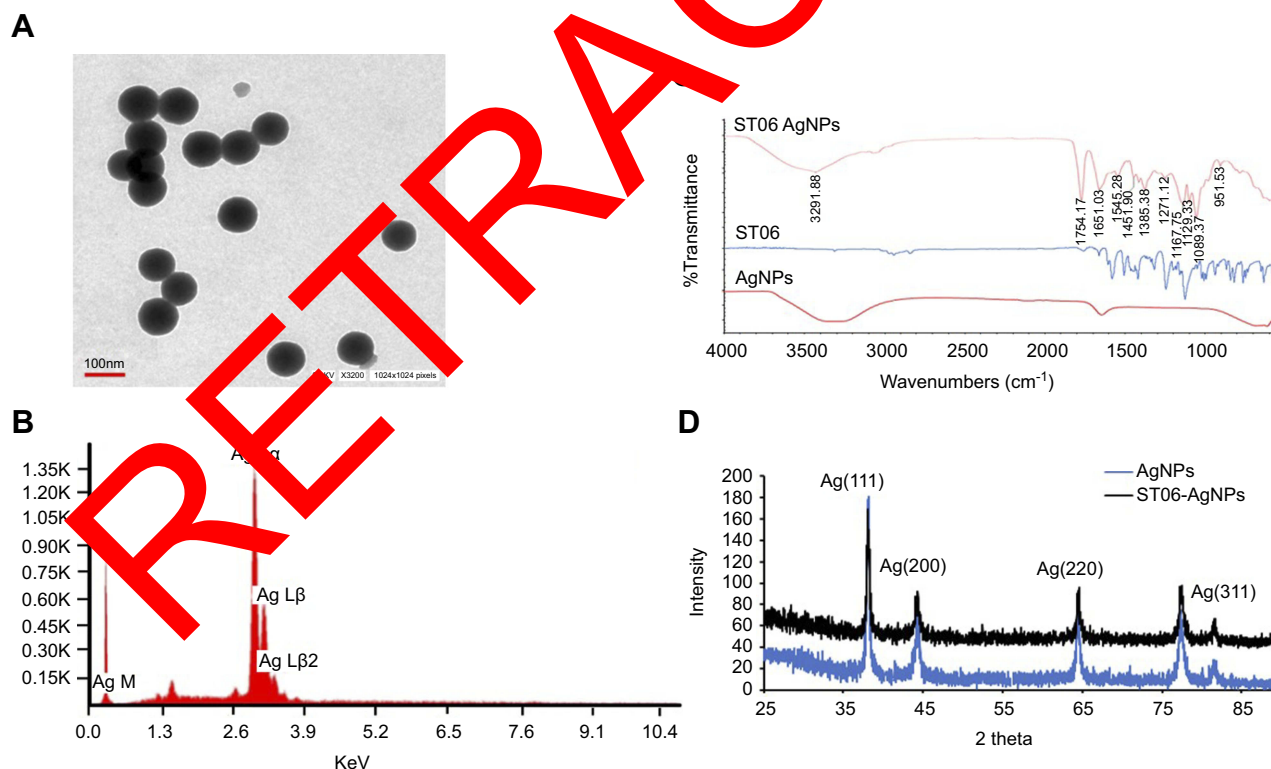 A
100nm
KV X3200 1024x1024 pixels
ST06 AgNPs
ST06
AgNPs
%Transmittance
3291.88
1754.17
1651.03
1545.28
1451.90
1385.38
1271.12
1167.75
1129.33
1089.37
951.53
4000 3500 3000 2500 2000 1500 1000
Wavenumbers (cm-1)
B
1.35K
1.20K
1.05K
0.90K
0.75K
0.60K
0.45K
0.30K
0.15K
Ag Lβ
Ag Lβ2
Ag M
0.0 1.3 2.6 3.9 5.2 6.5 7.6 9.1 10.4
KeV
D
AgNPs
ST06-AgNPs
Intensity
200
180
160
140
120
100
80
60
40
20
0
Ag(111)
Ag(200)
Ag(220)
Ag(311)
25 35 45 55 65 75 85
2 theta
RETRAC